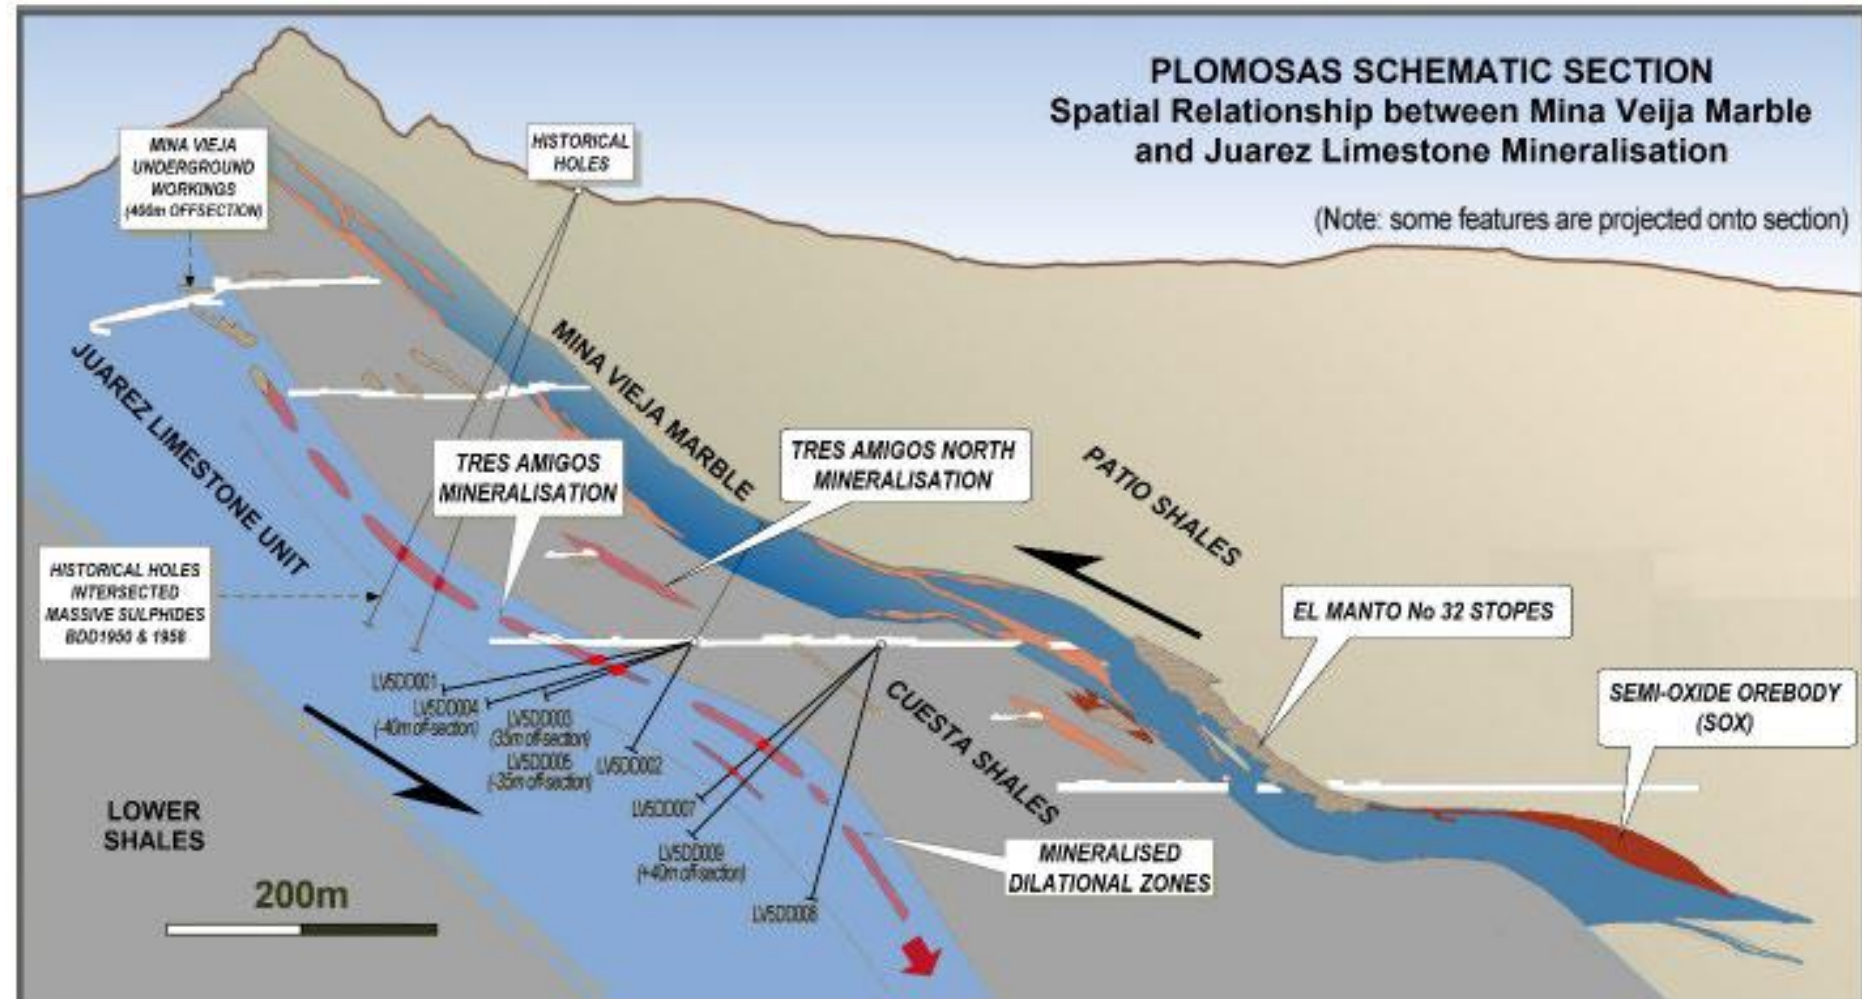 PLOMOSAS SCHEMATIC SECTION
Spatial Relationship between Mina Veija Marble
and Juarez Limestone Mineralisation
(Note: some features are projected onto section)
MINA VIEJA
UNDERGROUND
WORKINGS
(466m OFFSECTION)
HISTORICAL
HOLES
MINA VIEJA MARBLE
JUAREZ LIMESTONE UNIT
TRES AMIGOS
MINERALISATION
TRES AMIGOS NORTH
MINERALISATION
PATIO SHALES
HISTORICAL HOLES
INTERSECTED
MASSIVE SULPHIDES
BDD1950 & 1958
EL MANTO No 32 STOPES
SEMI-OXIDE OREBODY
(SOX)
CUESTA SHALES
LV5DD001
LV5DD004
(-40m off-section)
LV5DD003
(35m off-section)
LV5DD005
(-35m off-section)
LV5DD002
LV5DD007
LV5DD009
(+40m off-section)
LV5DD008
MINERALISED
DILATIONAL ZONES
LOWER
SHALES
200m